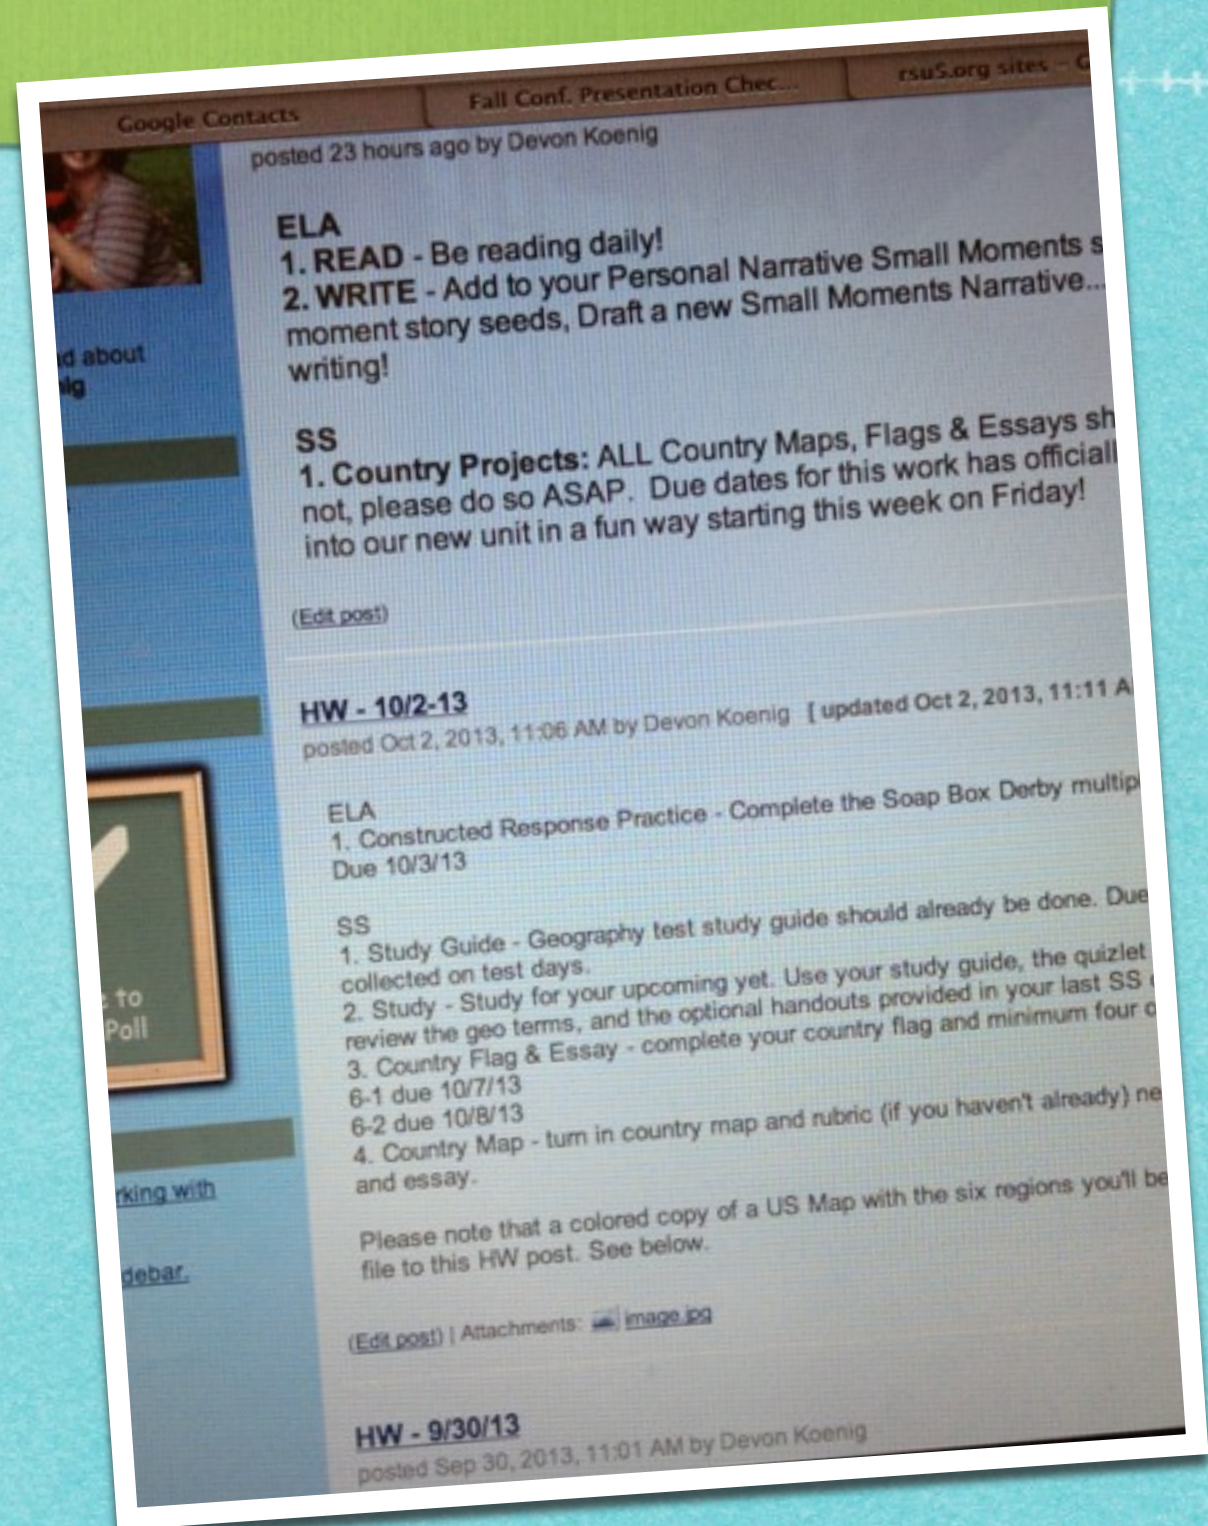 Google Contacts
Fall Conf. Presentation Chec...
rsu5.org sites - G
posted 23 hours ago by Devon Koenig
ELA
1. READ - Be reading daily!
2. WRITE - Add to your Personal Narrative Small Moments s
moment story seeds, Draft a new Small Moments Narrative...
writing!
SS
1. Country Projects: ALL Country Maps, Flags & Essays sh
not, please do so ASAP. Due dates for this work has officiall
into our new unit in a fun way starting this week on Friday!
(Edit post)
HW - 10/2-13
posted Oct 2, 2013, 11:06 AM by Devon Koenig [ updated Oct 2, 2013, 11:11 A
ELA
1. Constructed Response Practice - Complete the Soap Box Derby multip
Due 10/3/13
SS
1. Study Guide - Geography test study guide should already be done. Due
collected on test days.
2. Study - Study for your upcoming yet. Use your study guide, the quizlet
review the geo terms, and the optional handouts provided in your last SS
3. Country Flag & Essay - complete your country flag and minimum four
6-1 due 10/7/13
6-2 due 10/8/13
4. Country Map - turn in country map and rubric (if you haven't already) ne
and essay.
Please note that a colored copy of a US Map with the six regions you'll be
file to this HW post. See below.
(Edit post) | Attachments: image.jpg
HW - 9/30/13
posted Sep 30, 2013, 11:01 AM by Devon Koenig
about
to
Poll
rking with
debar.